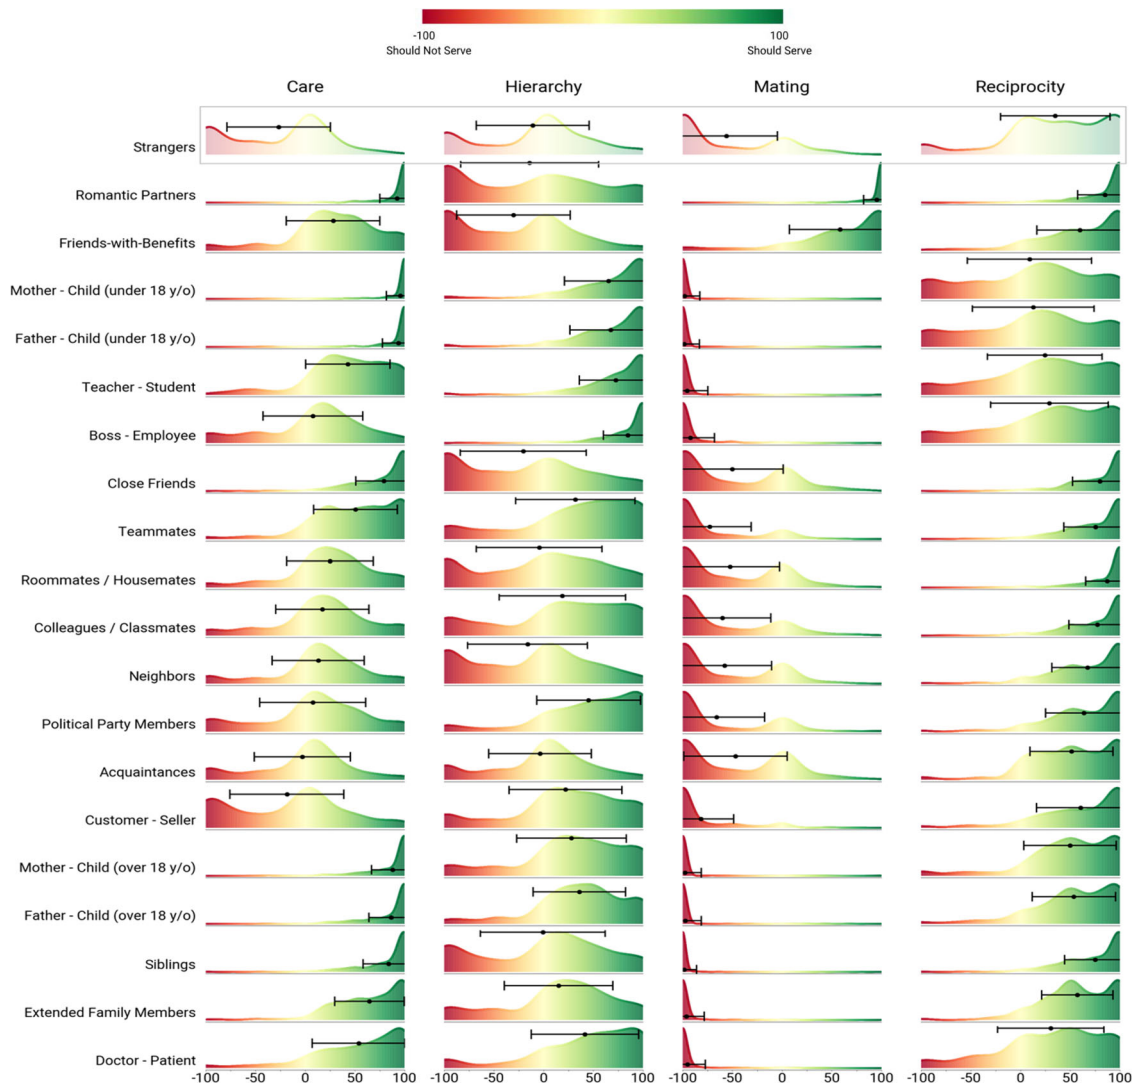 -100 100
Should Not Serve Should Serve
Care Hierarchy Mating Reciprocity
Strangers
Romantic Partners
Friends-with-Benefits
Mother - Child (under 18 y/o)
Father - Child (under 18 y/o)
Teacher - Student
Boss - Employee
Close Friends
Teammates
Roommates / Housemates
Colleagues / Classmates
Neighbors
Political Party Members
Acquaintances
Customer - Seller
Mother - Child (over 18 y/o)
Father - Child (over 18 y/o)
Siblings
Extended Family Members
Doctor - Patient
-100 -50 0 50 100 -100 -50 0 50 100 -100 -50 0 50 100 -100 -50 0 50 100